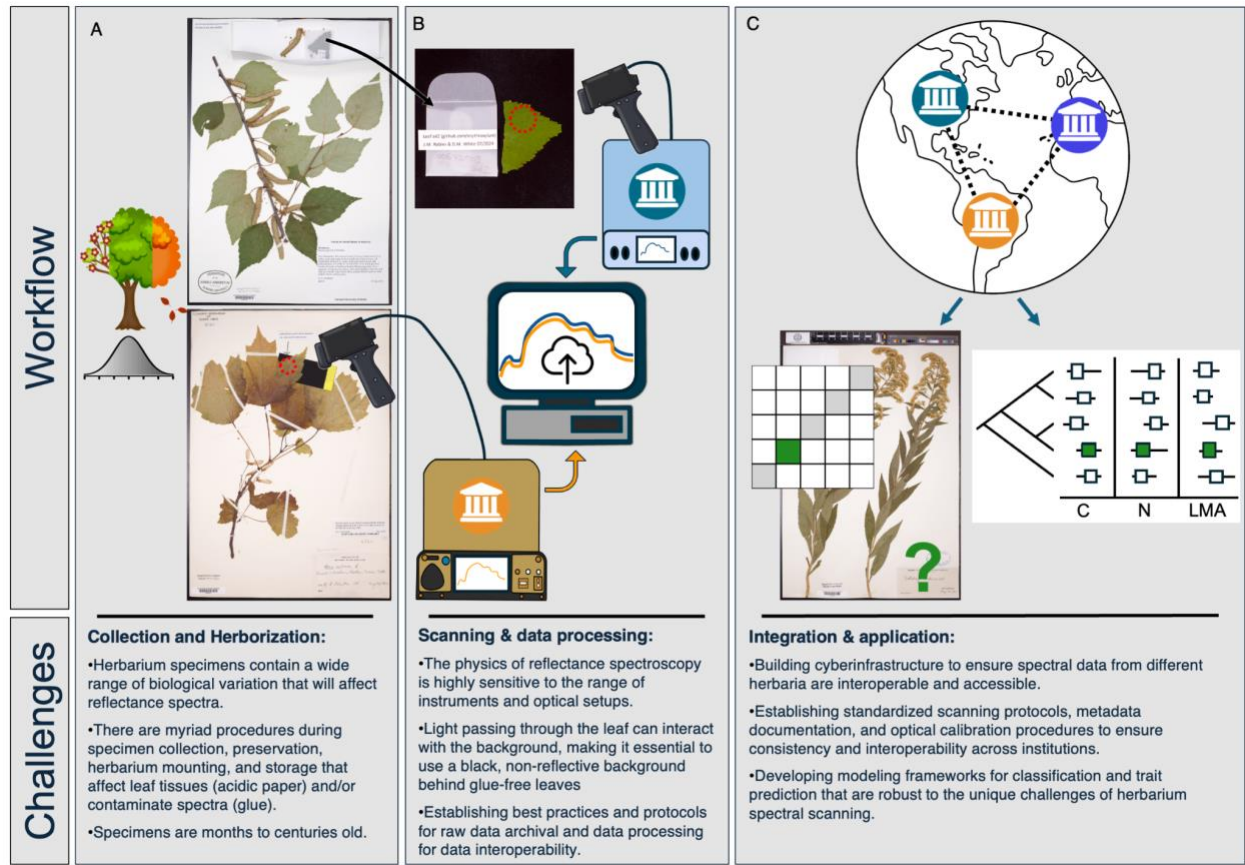 A
B
C
Workflow
C N LMA
?
Challenges
Collection and Herborization:
•Herbarium specimens contain a wide
range of biological variation that will affect
reflectance spectra.
•There are myriad procedures during
specimen collection, preservation,
herbarium mounting, and storage that
affect leaf tissues (acidic paper) and/or
contaminate spectra (glue).
•Specimens are months to centuries old.
Scanning & data processing:
•The physics of reflectance spectroscopy
is highly sensitive to the range of
instruments and optical setups.
•Light passing through the leaf can interact
with the background, making it essential to
use a black, non-reflective background
behind glue-free leaves
•Establishing best practices and protocols
for raw data archival and data processing
for data interoperability.
Integration & application:
•Building cyberinfrastructure to ensure spectral data from different
herbaria are interoperable and accessible.
•Establishing standardized scanning protocols, metadata
documentation, and optical calibration procedures to ensure
consistency and interoperability across institutions.
•Developing modeling frameworks for classification and trait
prediction that are robust to the unique challenges of herbarium
spectral scanning.